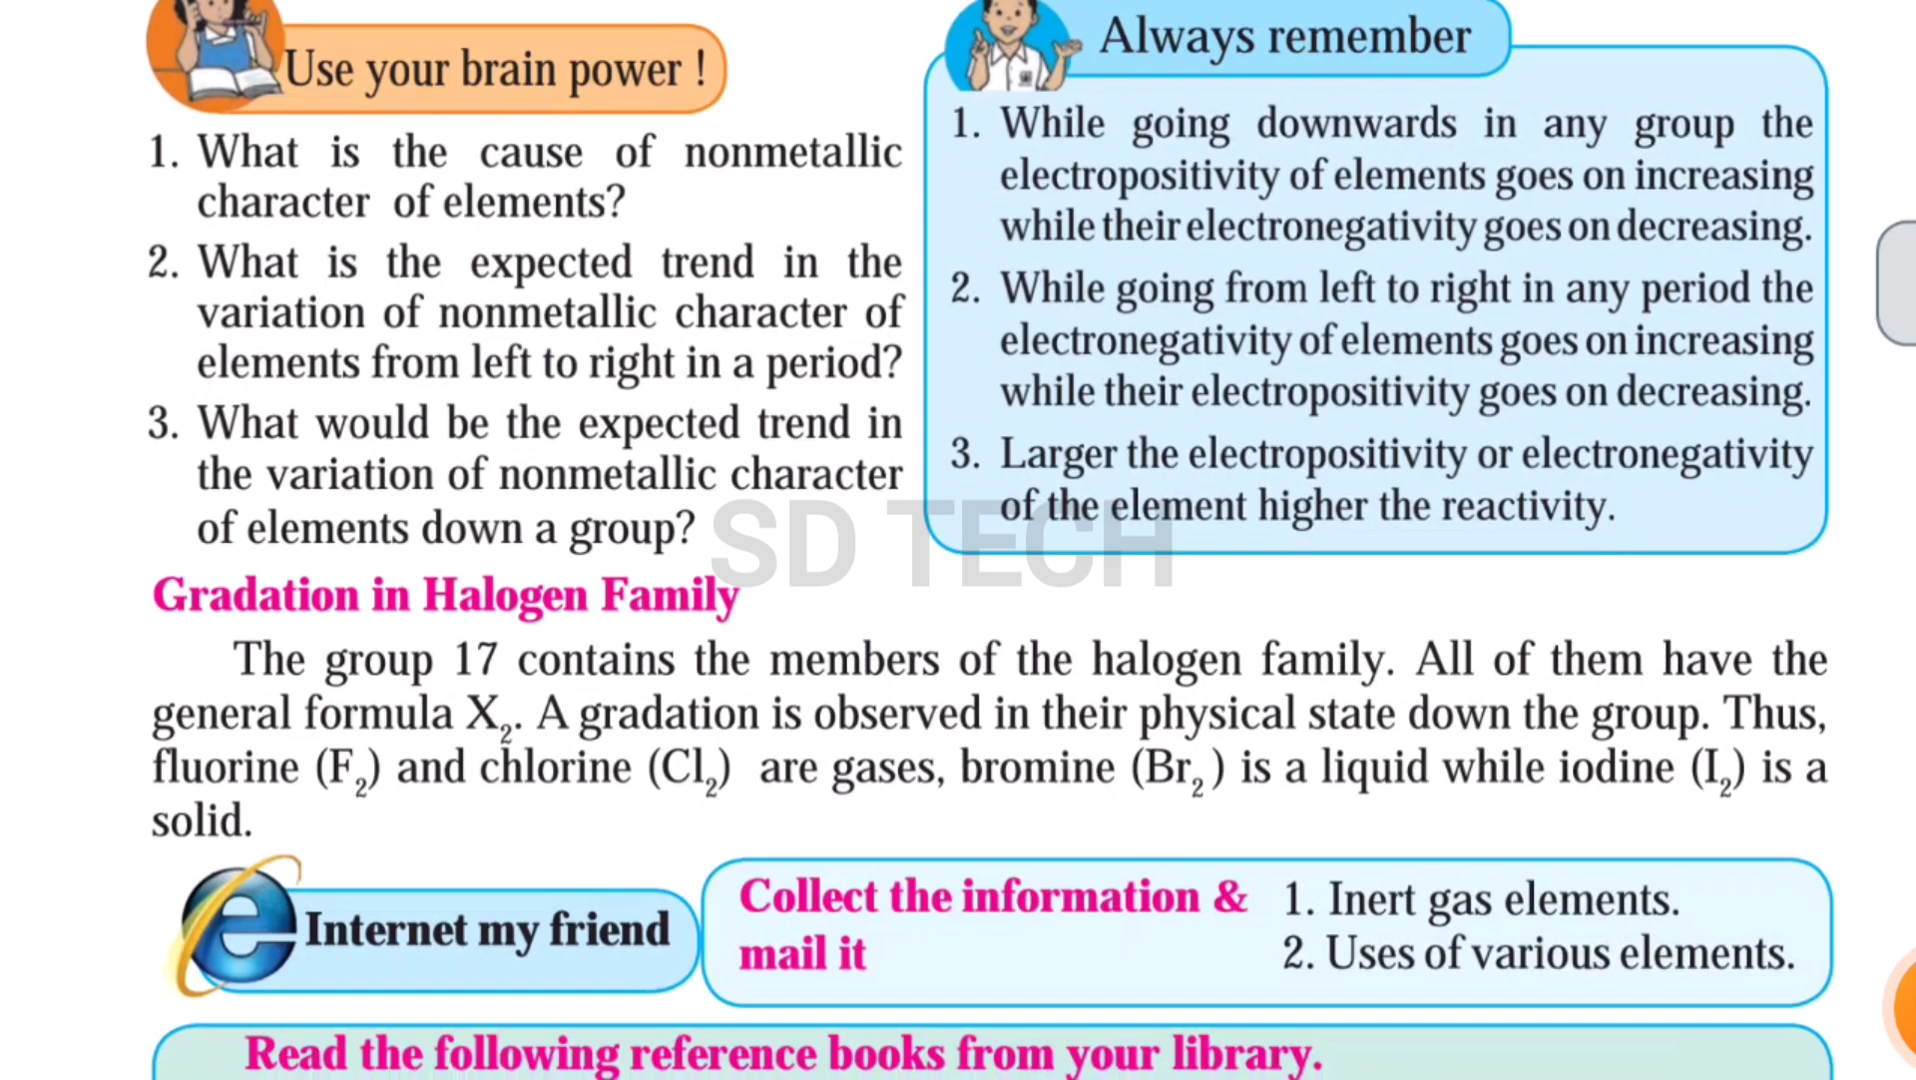 Use your brain power !
1. What is the cause of nonmetallic
character of elements?
2. What is the expected trend in the
variation of nonmetallic character of
elements from left to right in a period?
3. What would be the expected trend in
the variation of nonmetallic character
of elements down a group?
Always remember
1. While going downwards in any group the
electropositivity of elements goes on increasing
while their electronegativity goes on decreasing.
2. While going from left to right in any period the
electronegativity of elements goes on increasing
while their electropositivity goes on decreasing.
3. Larger the electropositivity or electronegativity
of the element higher the reactivity.
SD TECH
Gradation in Halogen Family
The group 17 contains the members of the halogen family. All of them have the
general formula X₂. A gradation is observed in their physical state down the group. Thus,
fluorine (F₂) and chlorine (Cl₂) are gases, bromine (Br₂ ) is a liquid while iodine (I₂) is a
solid.
Internet my friend
Collect the information &
mail it
1. Inert gas elements.
2. Uses of various elements.
Read the following reference books from your library.